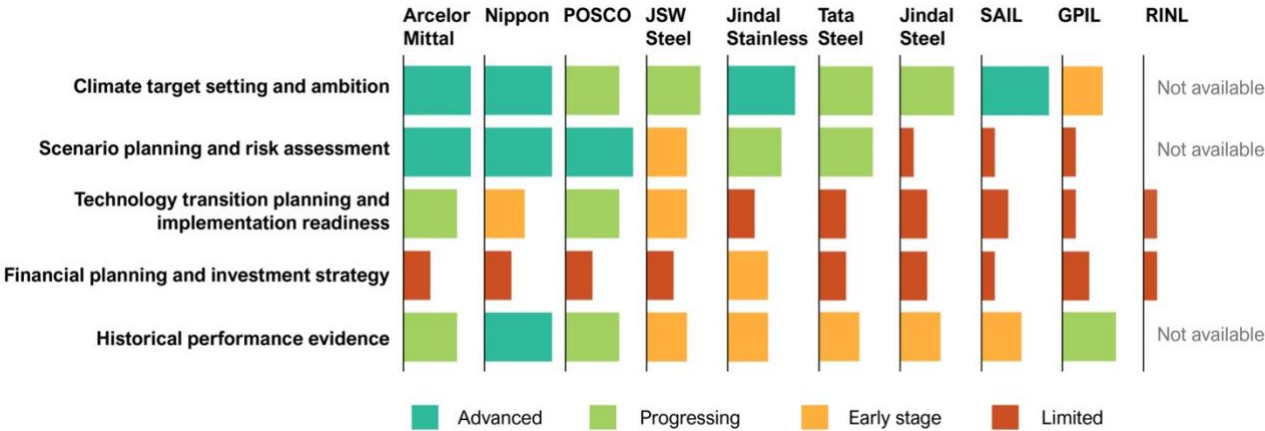 Arcelor Mittal Nippon POSCO JSW Steel Jindal Stainless Tata Steel Jindal Steel SAIL GPIL RINL
Climate target setting and ambition Not available
Scenario planning and risk assessment Not available
Technology transition planning and
implementation readiness
Financial planning and investment strategy
Historical performance evidence Not available
Advanced Progressing Early stage Limited